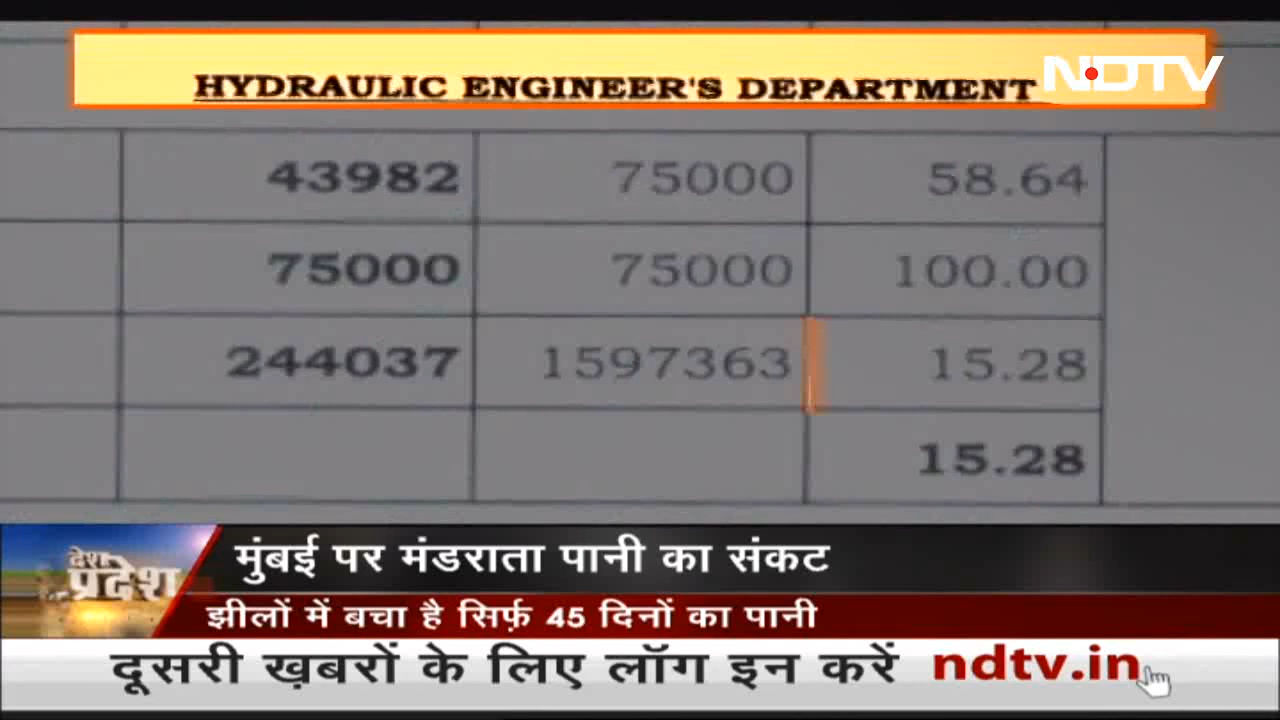 HYDRAULIC ENGINEER'S DEPARTMENT
NDTV
43982 75000 58.64
75000 75000 100.00
244037 1597363 15.28
15.28
देश प्रदेश
मुंबई पर मंडराता पानी का संकट
झीलों में बचा है सिर्फ़ 45 दिनों का पानी
दूसरी ख़बरों के लिए लॉग इन करें ndtv.in